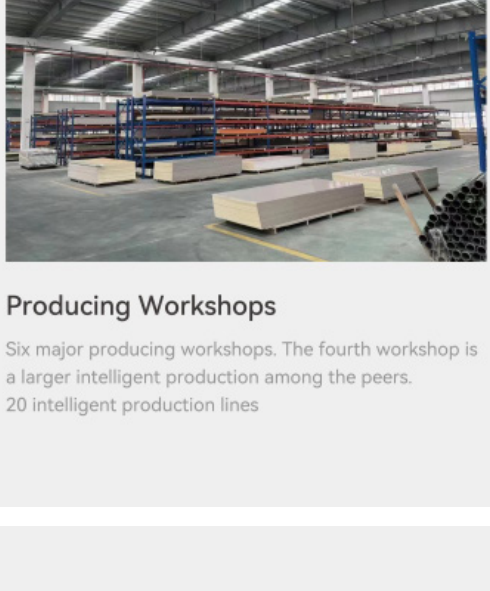 Producing Workshops
Six major producing workshops. The fourth workshop is
a larger intelligent production among the peers.
20 intelligent production lines